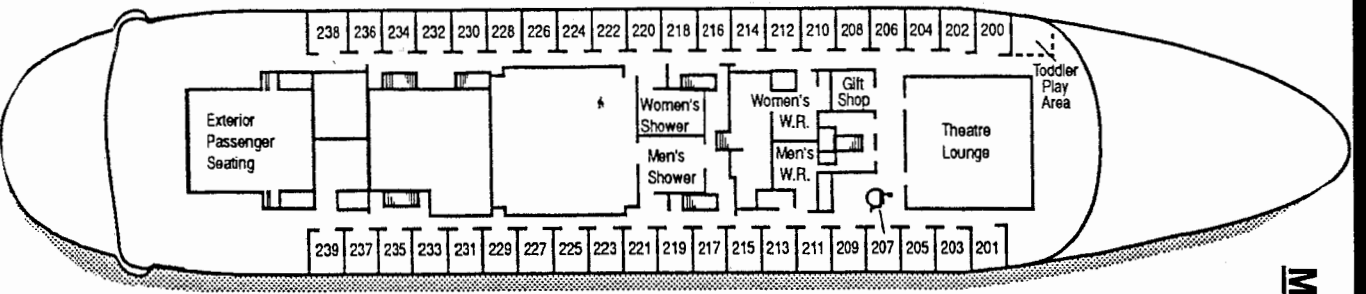 238 236 234 232 230 228 226 224 222 220 218 216 214 212 210 208 206 204 202 200
Toddler
Play
Area
Exterior
Passenger
Seating
Women's
Shower
Men's
Shower
Women's
W.R.
Men's
W.R.
Gift
Shop
Theatre
Lounge
239 237 235 233 231 229 227 225 223 221 219 217 215 213 211 209 207 205 203 201
M